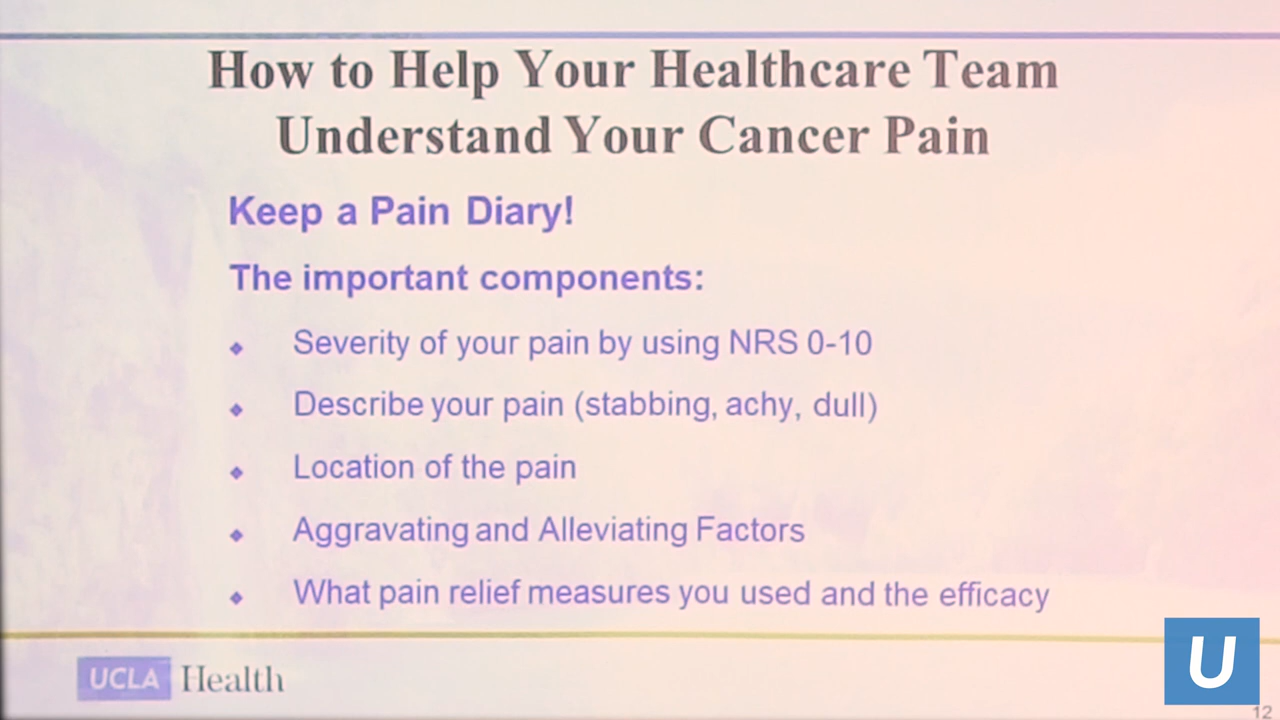 How to Help Your Healthcare Team
Understand Your Cancer Pain
Keep a Pain Diary!
The important components:
Severity of your pain by using NRS 0-10
Describe your pain (stabbing, achy, dull)
Location of the pain
Aggravating and Alleviating Factors
What pain relief measures you used and the efficacy
UCLA Health
U
12